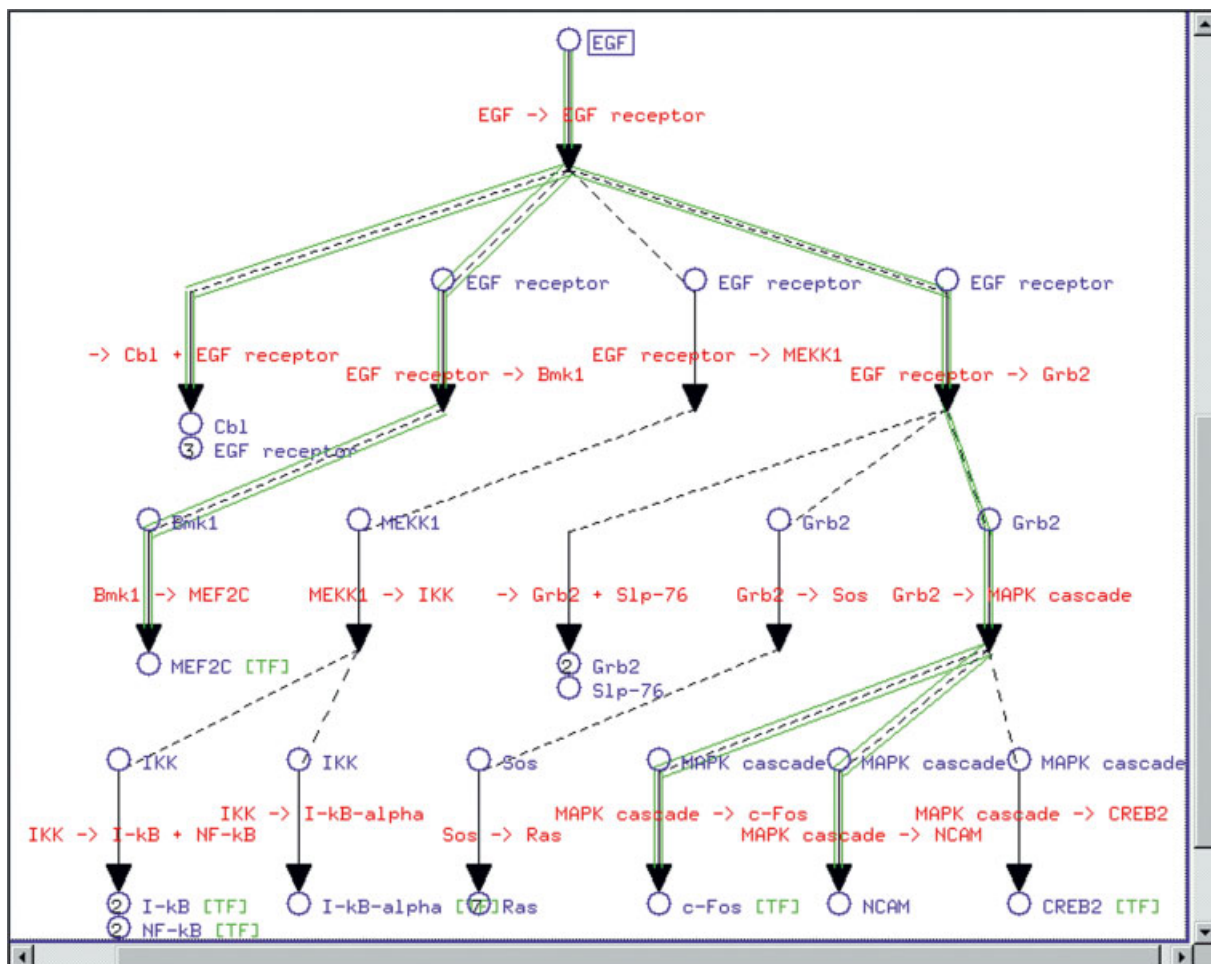 EGF
EGF -> EGF receptor
EGF receptor
EGF receptor
EGF receptor
-> Cbl + EGF receptor
EGF receptor -> MEKK1
EGF receptor -> Bmk1
EGF receptor -> Grb2
Cbl
3 EGF receptor
Bmk1
MEKK1
Grb2
Grb2
Bmk1 -> MEF2C
MEKK1 -> IKK
-> Grb2 + Slp-76
Grb2 -> Sos
Grb2 -> MAPK cascade
MEF2C [TF]
2 Grb2
Slp-76
IKK
IKK
Sos
MAPK cascade
MAPK cascade
MAPK cascade
IKK -> I-kB-alpha
MAPK cascade -> c-Fos
MAPK cascade -> CREB2
IKK -> I-kB + NF-kB
Sos -> Ras
MAPK cascade -> NCAM
2 I-kB [TF]
I-kB-alpha [TF]
7 Ras
c-Fos [TF]
NCAM
CREB2 [TF]
2 NF-kB [TF]